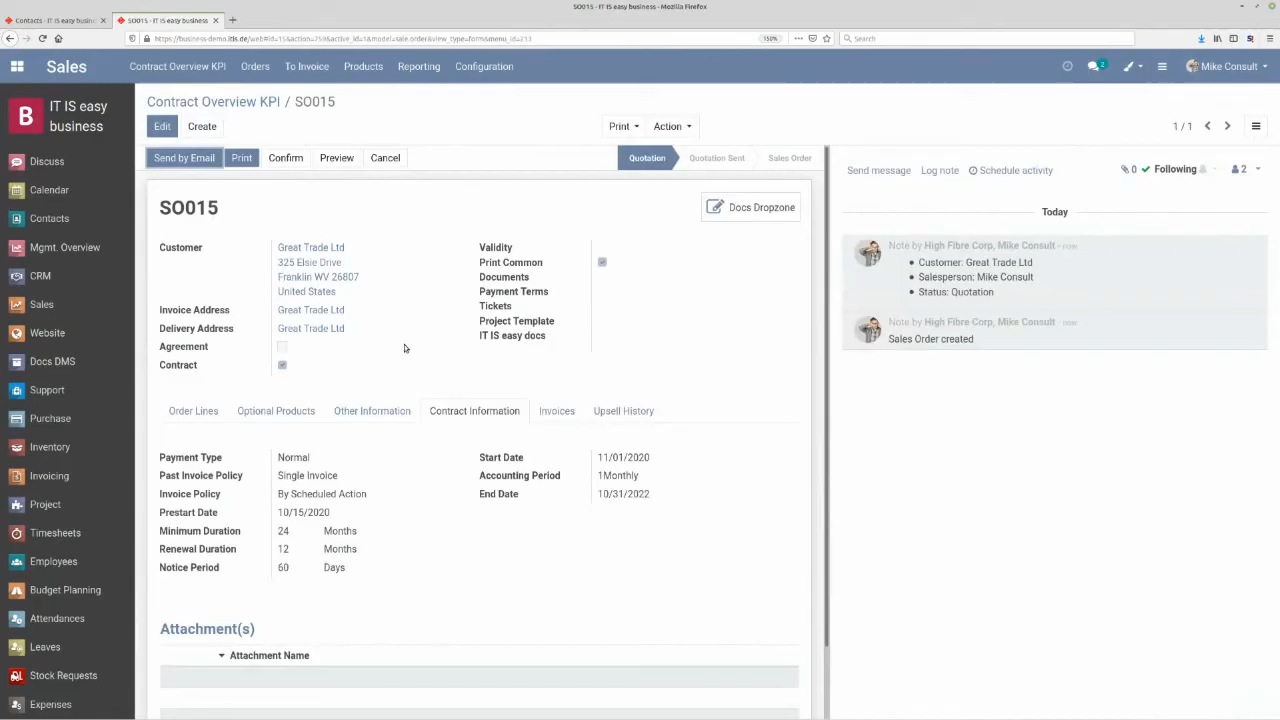 SO015 - IT IS easy business - Mozilla Firefox
Contacts - IT IS easy busine
SO015 - IT IS easy business
150%
Search
Sales
Contract Overview KPI
Orders
To Invoice
Products
Reporting
Configuration
2
Mike Consult
B
IT IS easy
business
Discuss
Calendar
Contacts
Mgmt. Overview
CRM
Sales
Website
Docs DMS
Support
Purchase
Inventory
Invoicing
Project
Timesheets
Employees
Budget Planning
Attendances
Leaves
Stock Requests
Expenses
Contract Overview KPI / SO015
Edit
Create
Print
Action
1 / 1
Send by Email
Print
Confirm
Preview
Cancel
Quotation
Quotation Sent
Sales Order
SO015
Docs Dropzone
Customer
Great Trade Ltd
325 Elsie Drive
Franklin WV 26807
United States
Invoice Address
Great Trade Ltd
Delivery Address
Great Trade Ltd
Agreement
Contract
Validity
Print Common
Documents
Payment Terms
Tickets
Project Template
IT IS easy docs
Order Lines
Optional Products
Other Information
Contract Information
Invoices
Upsell History
Payment Type
Normal
Past Invoice Policy
Single Invoice
Invoice Policy
By Scheduled Action
Prestart Date
10/15/2020
Minimum Duration
24 Months
Renewal Duration
12 Months
Notice Period
60 Days
Start Date
11/01/2020
Accounting Period
1Monthly
End Date
10/31/2022
Attachment(s)
Attachment Name
Send message
Log note
Schedule activity
0
Following
2
Today
Note by High Fibre Corp, Mike Consult - now
Customer: Great Trade Ltd
Salesperson: Mike Consult
Status: Quotation
Note by High Fibre Corp, Mike Consult - now
Sales Order created